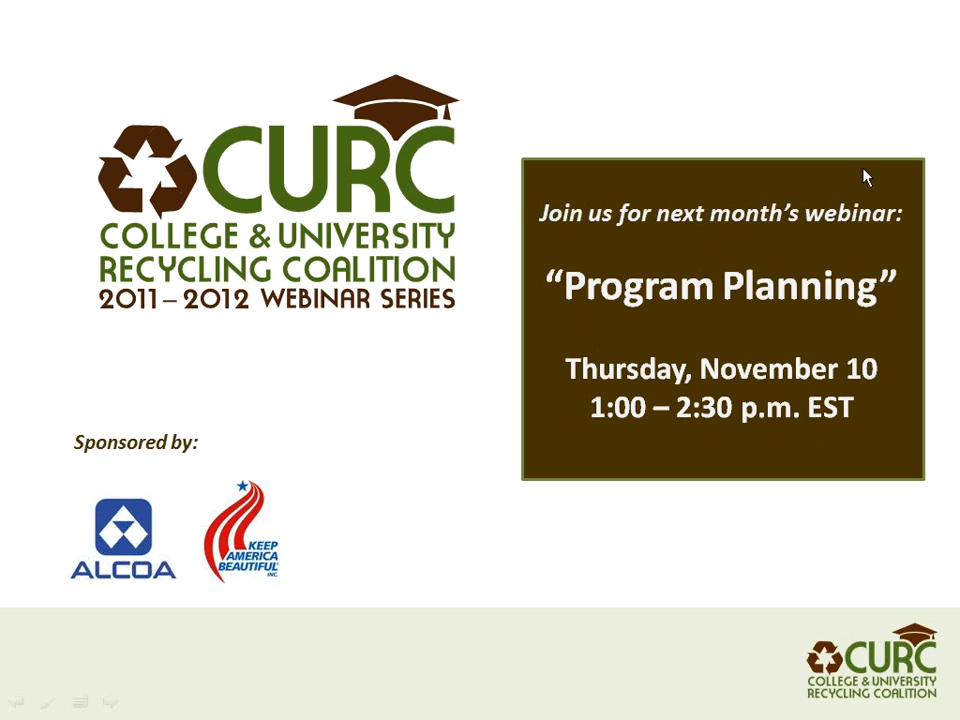 CURC
COLLEGE & UNIVERSITY
RECYCLING COALITION
2011 – 2012 WEBINAR SERIES
Join us for next month’s webinar:
“Program Planning”
Thursday, November 10
1:00 – 2:30 p.m. EST
Sponsored by:
ALCOA
KEEP
AMERICA
BEAUTIFUL
INC.
CURC
COLLEGE & UNIVERSITY
RECYCLING COALITION